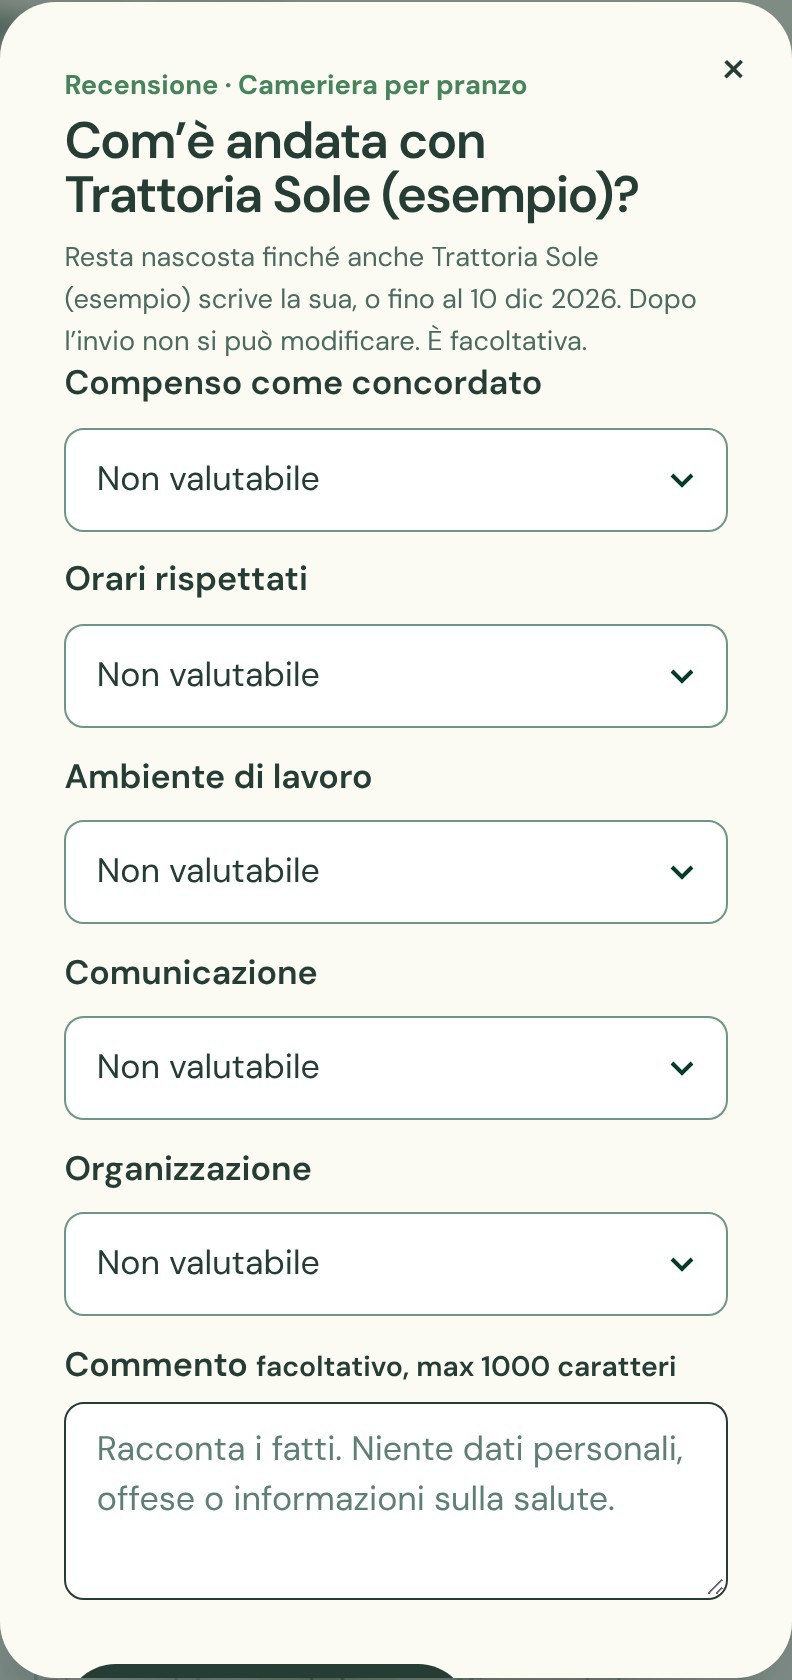 Recensione · Cameriera per pranzo
Com’è andata con
Trattoria Sole (esempio)?
Resta nascosta finché anche Trattoria Sole
(esempio) scrive la sua, o fino al 10 dic 2026. Dopo
l’invio non si può modificare. È facoltativa.
Compenso come concordato
Non valutabile
Orari rispettati
Non valutabile
Ambiente di lavoro
Non valutabile
Comunicazione
Non valutabile
Organizzazione
Non valutabile
Commento facoltativo, max 1000 caratteri
Racconta i fatti. Niente dati personali,
offese o informazioni sulla salute.